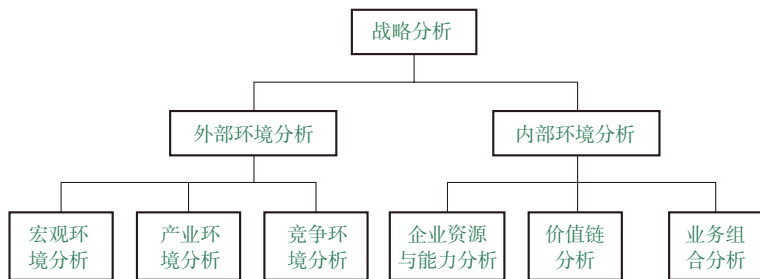 战略分析
外部环境分析
内部环境分析
宏观环
境分析
产业环
境分析
竞争环
境分析
企业资源
与能力分析
价值链
分析
业务组
合分析